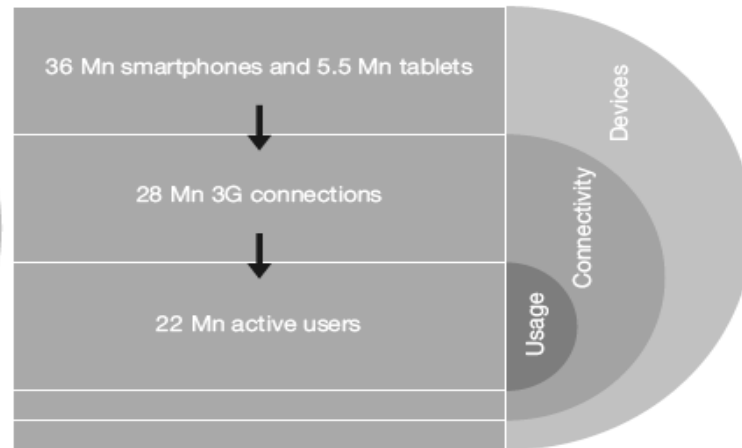 36 Mn smartphones and 5.5 Mn tablets
Devices
28 Mn 3G connections
Connectivity
22 Mn active users
Usage